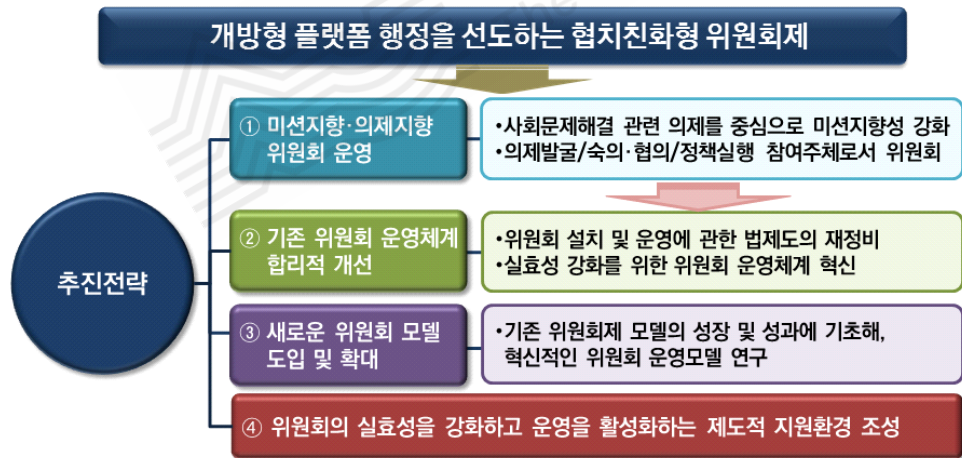 개방형 플랫폼 행정을 선도하는 협치친화형 위원회제
추진전략
① 미션지향·의제지향
위원회 운영
•사회문제해결 관련 의제를 중심으로 미션지향성 강화
•의제발굴/숙의·협의/정책실행 참여주체로서 위원회
② 기존 위원회 운영체계
합리적 개선
•위원회 설치 및 운영에 관한 법제도의 재정비
•실효성 강화를 위한 위원회 운영체계 혁신
③ 새로운 위원회 모델
도입 및 확대
•기존 위원회제 모델의 성장 및 성과에 기초해,
혁신적인 위원회 운영모델 연구
④ 위원회의 실효성을 강화하고 운영을 활성화하는 제도적 지원환경 조성